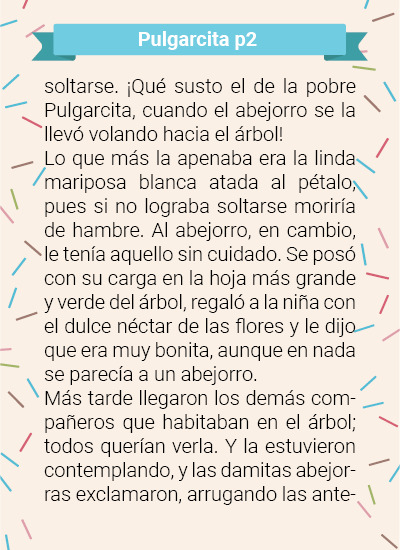 Pulgarcita p2
soltarse. ¡Qué susto el de la pobre
Pulgarcita, cuando el abejorro se la
llevó volando hacia el árbol!
Lo que más la apenaba era la linda
mariposa blanca atada al pétalo,
pues si no lograba soltarse moriría
de hambre. Al abejorro, en cambio,
le tenía aquello sin cuidado. Se posó
con su carga en la hoja más grande
y verde del árbol, regaló a la niña con
el dulce néctar de las flores y le dijo
que era muy bonita, aunque en nada
se parecía a un abejorro.
Más tarde llegaron los demás com-
pañeros que habitaban en el árbol;
todos querían verla. Y la estuvieron
contemplando, y las damitas abejor-
ras exclamaron, arrugando las ante-